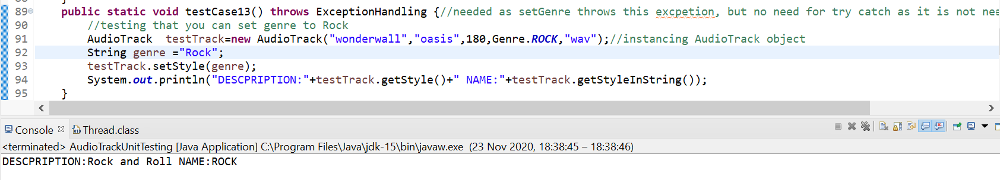 89 public static void testCase13() throws ExceptionHandling {//needed as setGenre throws this excpetion, but no need for try catch as it is not nee
90 //testing that you can set genre to Rock
91 AudioTrack testTrack=new AudioTrack("wonderwall","oasis",180,Genre.ROCK,"wav");//instancing AudioTrack object
92 String genre ="Rock";
93 testTrack.setStyle(genre);
94 System.out.println("DESCPRIPTION:"+testTrack.getStyle()+" NAME:"+testTrack.getStyleInString());
95 }
Console Thread.class
<terminated> AudioTrackUnitTesting [Java Application] C:\Program Files\Java\jdk-15\bin\javaw.exe (23 Nov 2020, 18:38:45 – 18:38:46)
DESCPRIPTION:Rock and Roll NAME:ROCK